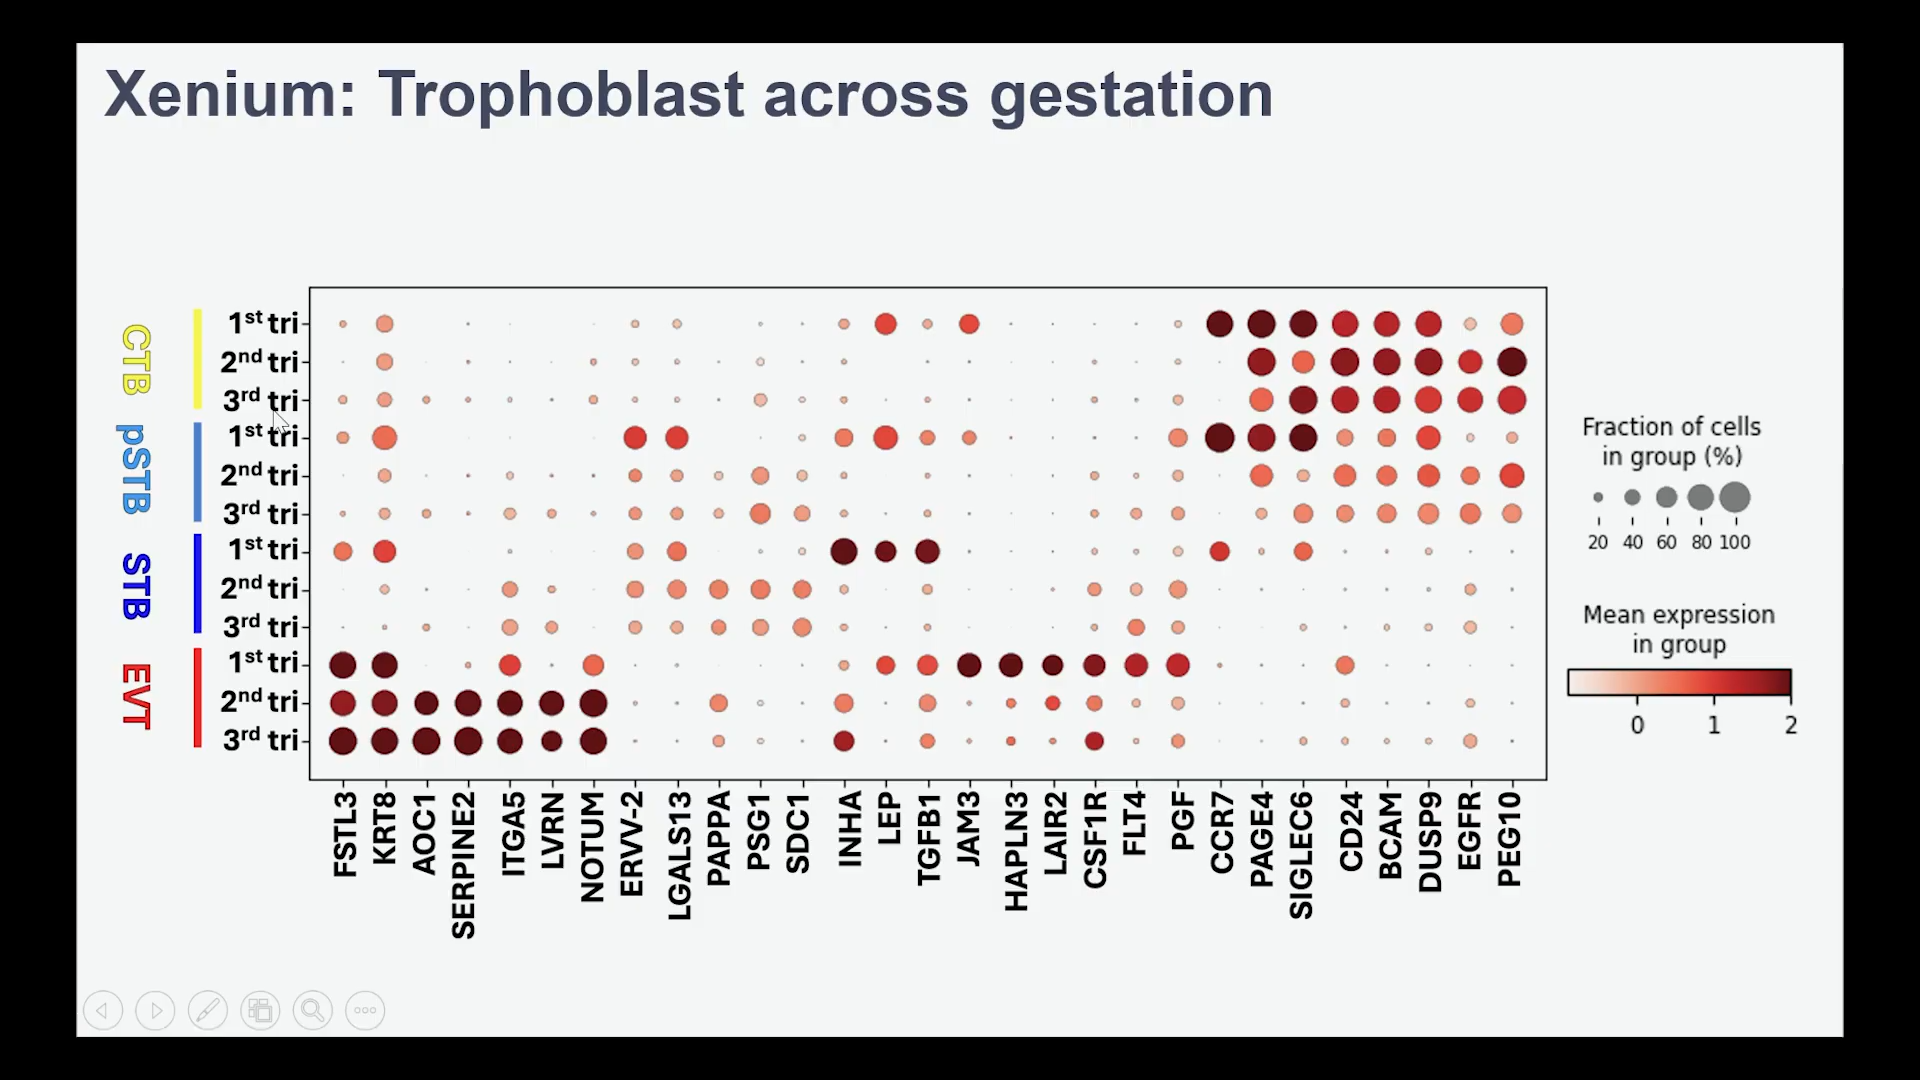 Xenium: Trophoblast across gestation
CTB
1st tri
2nd tri
3rd tri
pSTB
1st tri
2nd tri
3rd tri
STB
1st tri
2nd tri
3rd tri
EVT
1st tri
2nd tri
3rd tri
FSTL3
KRT8
AOC1
SERPINE2
ITGA5
LVRN
NOTUM
ERVV-2
LGALS13
PAPPA
PSG1
SDC1
INHA
LEP
TGFB1
JAM3
HAPLN3
LAIR2
CSF1R
FLT4
PGF
CCR7
PAGE4
SIGLEC6
CD24
BCAM
DUSP9
EGFR
PEG10
Fraction of cells
in group (%)
20 40 60 80 100
Mean expression
in group
0 1 2